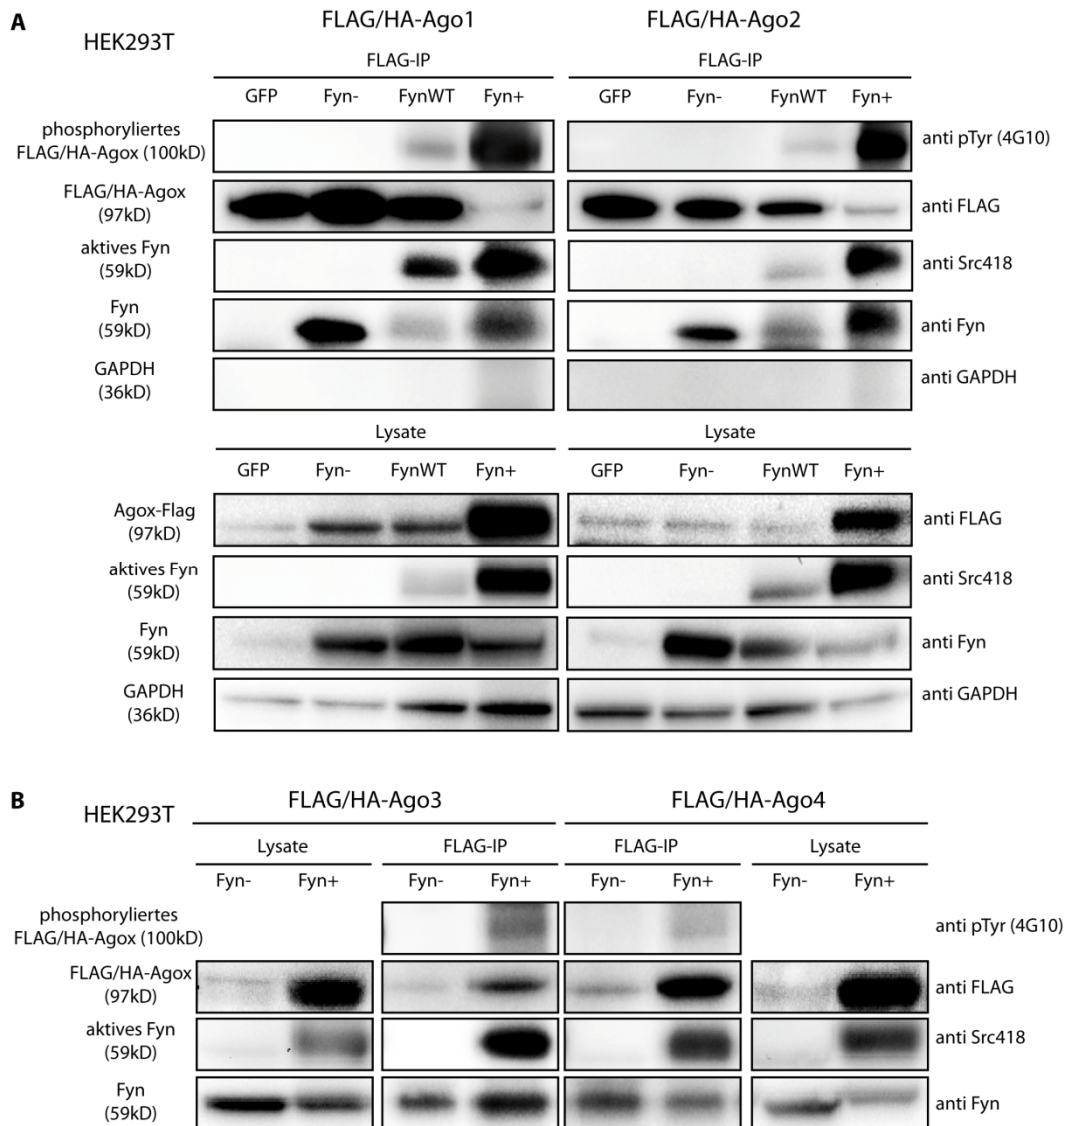 A
HEK293T
FLAG/HA-Ago1
FLAG/HA-Ago2
FLAG-IP
FLAG-IP
GFP Fyn- FynWT Fyn+
GFP Fyn- FynWT Fyn+
phosphoryliertes
FLAG/HA-Agox (100kD)
anti pTyr (4G10)
FLAG/HA-Agox
(97kD)
anti FLAG
aktives Fyn
(59kD)
anti Src418
Fyn
(59kD)
anti Fyn
GAPDH
(36kD)
anti GAPDH
Lysate
Lysate
GFP Fyn- FynWT Fyn+
GFP Fyn- FynWT Fyn+
Agox-Flag
(97kD)
anti FLAG
aktives Fyn
(59kD)
anti Src418
Fyn
(59kD)
anti Fyn
GAPDH
(36kD)
anti GAPDH
B
HEK293T
FLAG/HA-Ago3
FLAG/HA-Ago4
Lysate
FLAG-IP
FLAG-IP
Lysate
Fyn- Fyn+
Fyn- Fyn+
Fyn- Fyn+
Fyn- Fyn+
phosphoryliertes
FLAG/HA-Agox (100kD)
anti pTyr (4G10)
FLAG/HA-Agox
(97kD)
anti FLAG
aktives Fyn
(59kD)
anti Src418
Fyn
(59kD)
anti Fyn